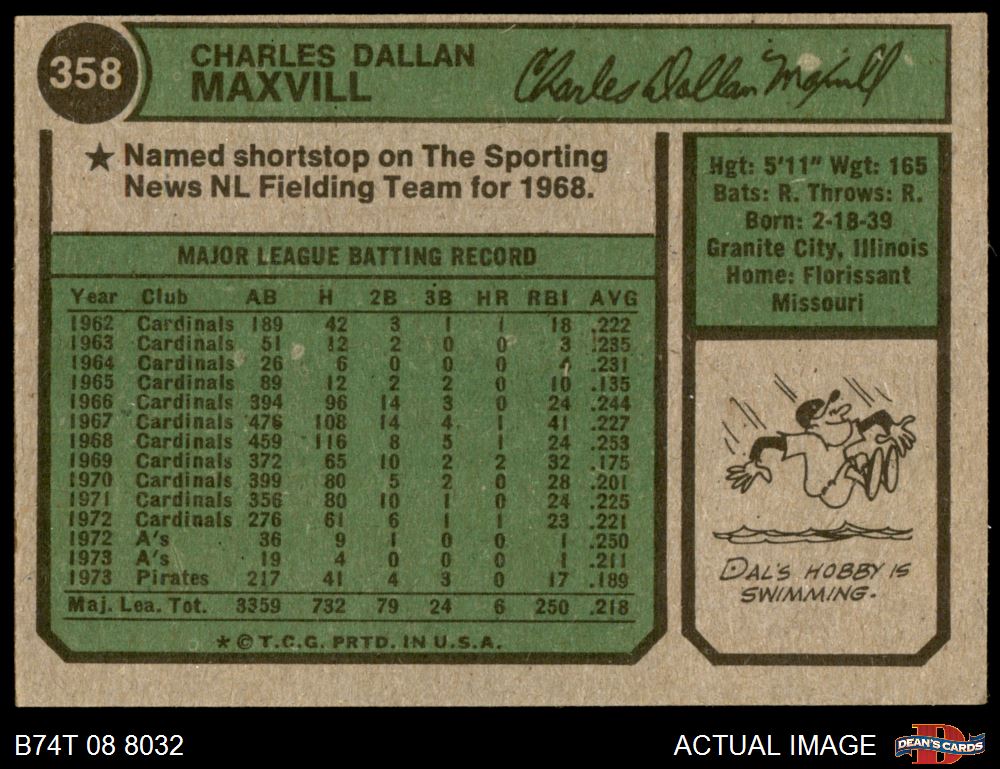 358
CHARLES DALLAN
MAXVILL
Charles Dallan Maxvill
★ Named shortstop on The Sporting
News NL Fielding Team for 1968.
MAJOR LEAGUE BATTING RECORD
Year Club AB H 2B 3B HR RBI AVG
1962 Cardinals 189 42 3 1 1 18 .222
1963 Cardinals 51 12 2 0 0 3 .235
1964 Cardinals 26 6 0 0 0 4 .231
1965 Cardinals 89 12 2 2 0 10 .135
1966 Cardinals 394 96 14 3 0 24 .244
1967 Cardinals 476 108 14 4 1 41 .227
1968 Cardinals 459 116 8 5 1 24 .253
1969 Cardinals 372 65 10 2 2 32 .175
1970 Cardinals 399 80 5 2 0 28 .201
1971 Cardinals 356 80 10 1 0 24 .225
1972 Cardinals 276 61 6 1 1 23 .221
1972 A's 36 9 1 0 0 1 .250
1973 A's 19 4 0 0 0 1 .211
1973 Pirates 217 41 4 3 0 17 .189
Maj. Lea. Tot. 3359 732 79 24 6 250 .218
★ © T.C.G. PRTD. IN U.S.A.
Hgt: 5'11" Wgt: 165
Bats: R. Throws: R.
Born: 2-18-39
Granite City, Illinois
Home: Florissant
Missouri
DAL'S HOBBY IS
SWIMMING.
B74T 08 8032
ACTUAL IMAGE
DEAN'S CARDS